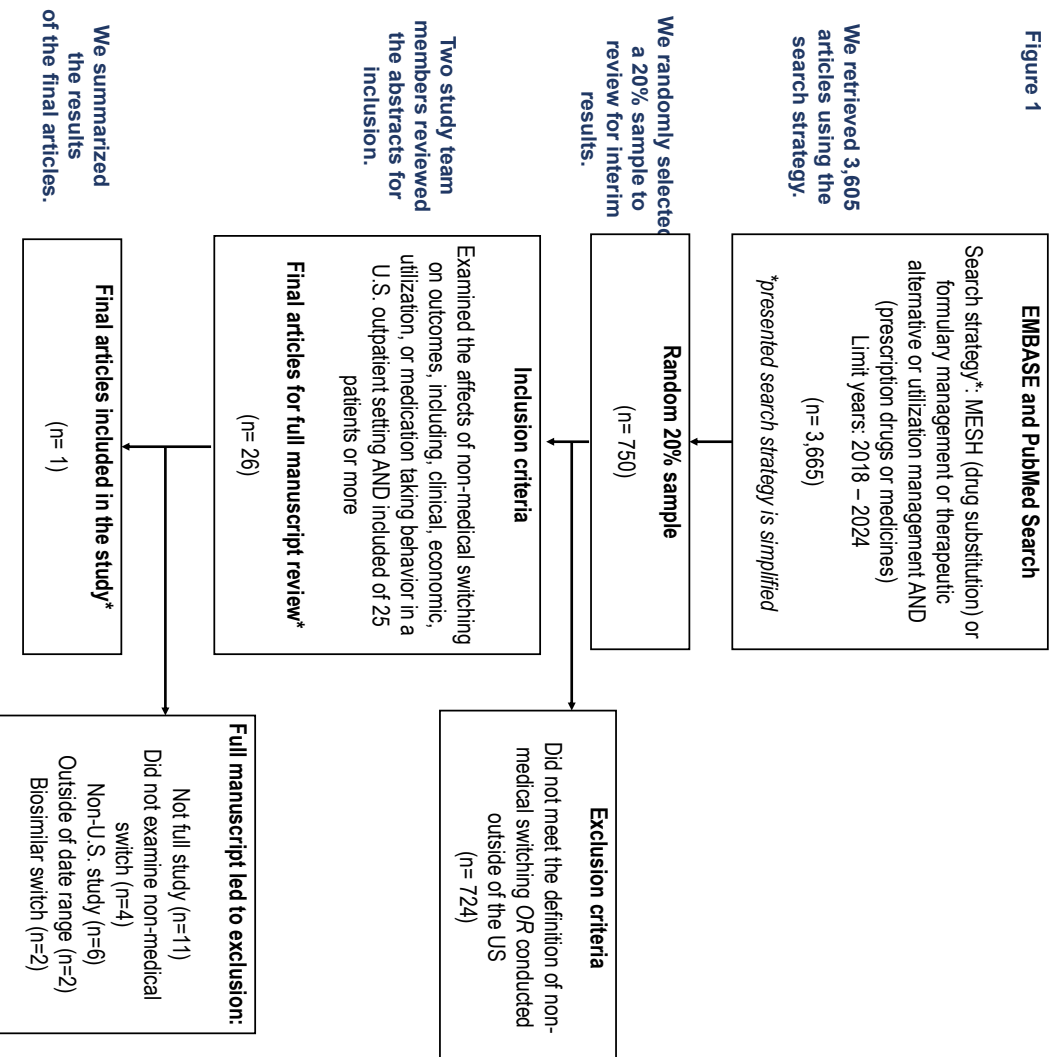 Figure 1
We retrieved 3,605
articles using the
search strategy.
EMBASE and PubMed Search
Search strategy*: MESH (drug substitution) or
formulary management or therapeutic
alternative or utilization management AND
(prescription drugs or medicines)
Limit years: 2018 – 2024
(n= 3,665)
*presented search strategy is simplified
We randomly selected
a 20% sample to
review for interim
results.
Random 20% sample
(n= 750)
Two study team
members reviewed
the abstracts for
inclusion.
Inclusion criteria
Examined the affects of non-medical switching
on outcomes, including, clinical, economic,
utilization, or medication taking behavior in a
U.S. outpatient setting AND included of 25
patients or more
Final articles for full manuscript review*
(n= 26)
Exclusion criteria
Did not meet the definition of non-
medical switching OR conducted
outside of the US
(n= 724)
We summarized
the results
of the final articles.
Final articles included in the study*
(n= 1)
Full manuscript led to exclusion:
Not full study (n=11)
Did not examine non-medical
switch (n=4)
Non-U.S. study (n=6)
Outside of date range (n=2)
Biosimilar switch (n=2)